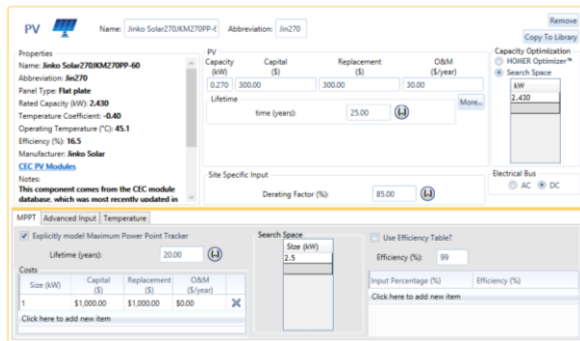 PV
Name: Jinko Solar270JKM270PP-6
Abbreviation: Jin270
Remove
Copy To Library
Properties
Name: Jinko Solar270JKM270PP-60
Abbreviation: Jin270
Panel Type: Flat plate
Rated Capacity (kW): 2.430
Temperature Coefficient: -0.40
Operating Temperature (°C): 45.1
Efficiency (%): 16.5
Manufacturer: Jinko Solar
CEC PV Modules
Notes:
This component comes from the CEC module
database, which was most recently updated in
PV
Capacity (kW) Capital ($) Replacement ($) O&M ($/year)
0.270 300.00 300.00 30.00
Lifetime
time (years): 25.00
More...
Site Specific Input
Derating Factor (%): 85.00
Capacity Optimization
HOMER Optimizer™
Search Space
kW
2.430
Electrical Bus
AC DC
MPPT Advanced Input Temperature
Explicitly model Maximum Power Point Tracker
Lifetime (years): 20.00
Costs
Size (kW) Capital ($) Replacement ($) O&M ($/year)
1 $1,000.00 $1,000.00 $0.00
Click here to add new item
Search Space
Size (kW)
2.5
Use Efficiency Table?
Efficiency (%): 99
Input Percentage (%) Efficiency (%)
Click here to add new item